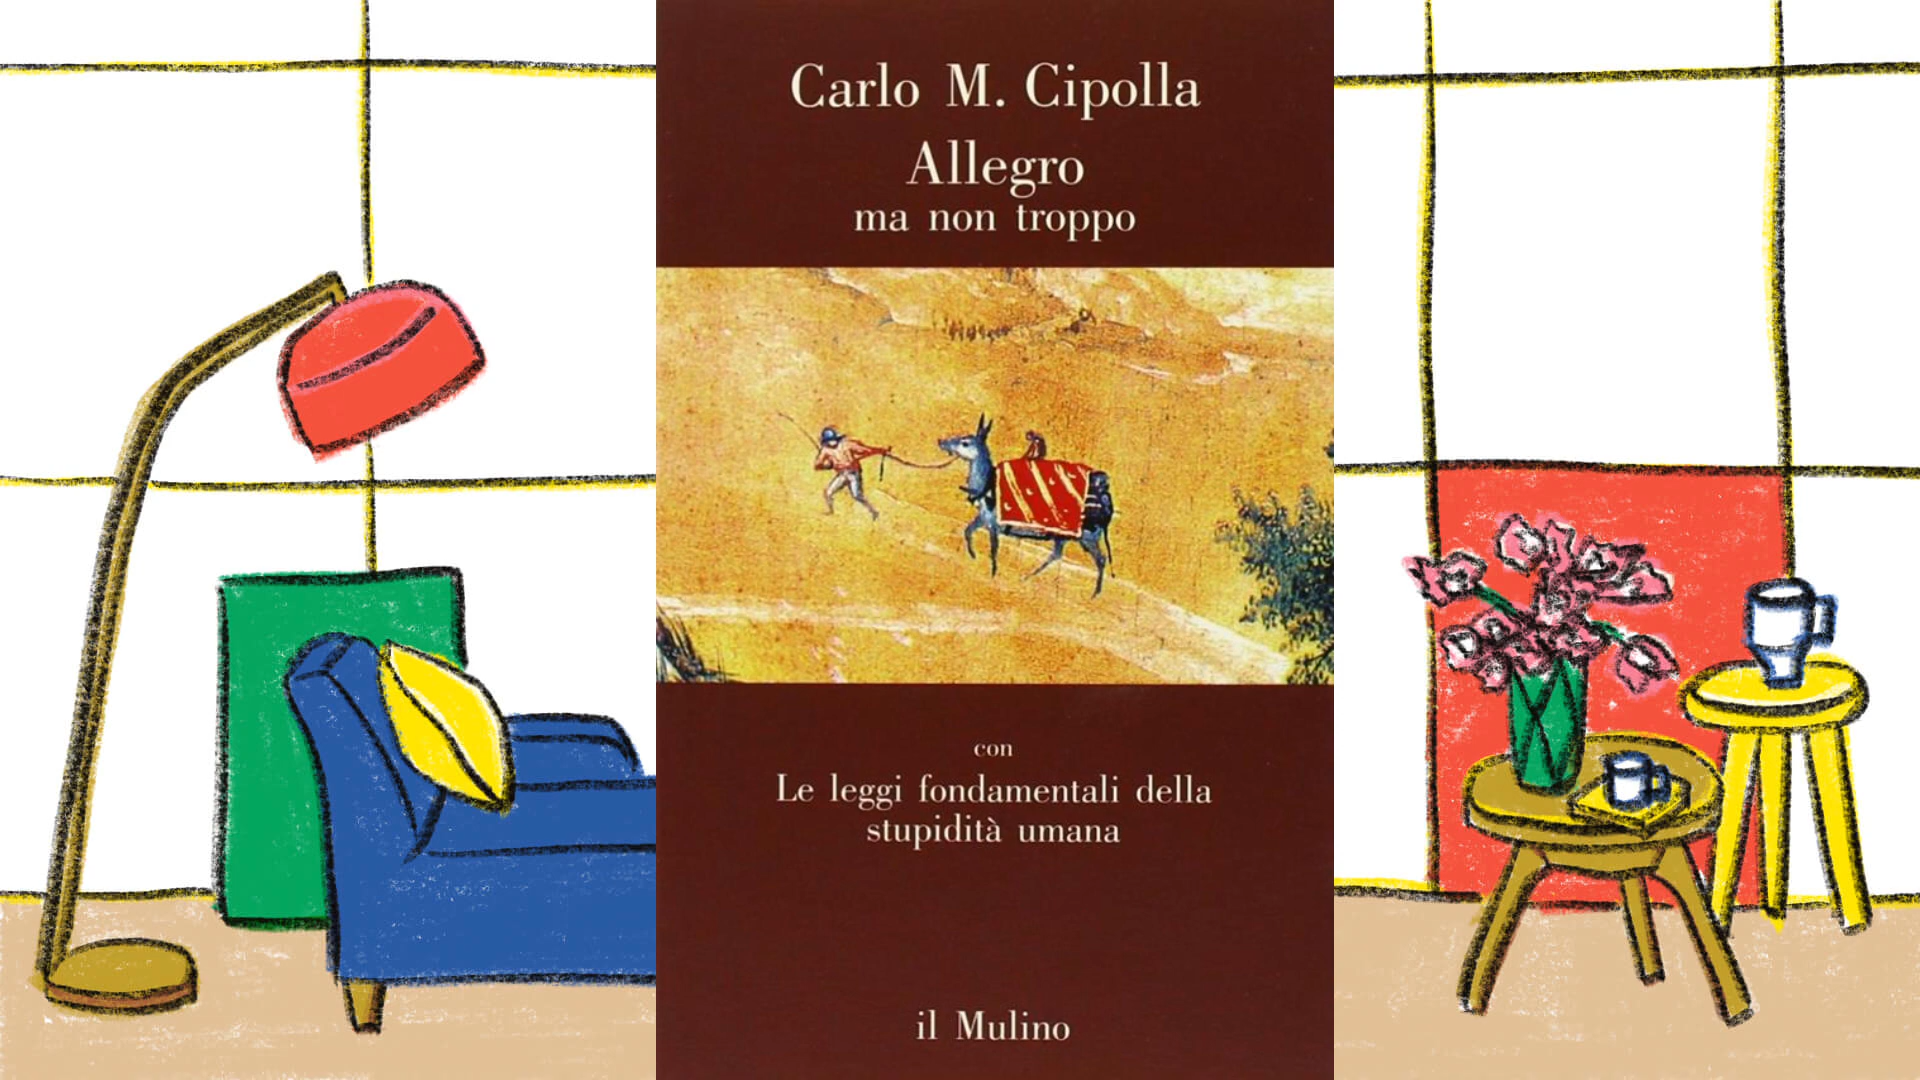 Carlo M. Cipolla
Allegro
ma non troppo
con
Le leggi fondamentali della
stupidità umana
il Mulino